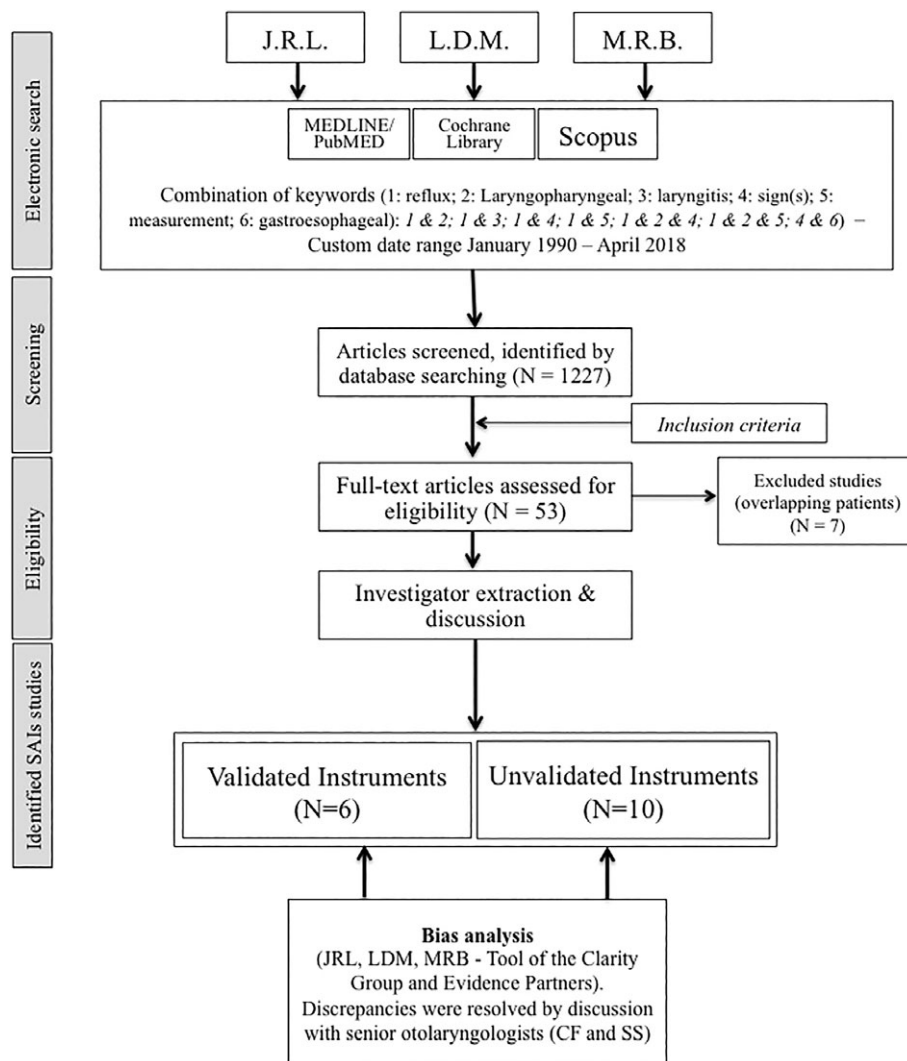 J.R.L.
L.D.M.
M.R.B.
Electronic search
MEDLINE/
PubMED
Cochrane
Library
Scopus
Combination of keywords (1: reflux; 2: Laryngopharyngeal; 3: laryngitis; 4: sign(s); 5:
measurement; 6: gastroesophageal): 1 & 2; 1 & 3; 1 & 4; 1 & 5; 1 & 2 & 4; 1 & 2 & 5; 4 & 6) –
Custom date range January 1990 – April 2018
Screening
Articles screened, identified by
database searching (N = 1227)
Inclusion criteria
Eligibility
Full-text articles assessed for
eligibility (N = 53)
Excluded studies
(overlapping patients)
(N = 7)
Investigator extraction &
discussion
Identified SAIs studies
Validated Instruments
(N=6)
Unvalidated Instruments
(N=10)
Bias analysis
(JRL, LDM, MRB - Tool of the Clarity
Group and Evidence Partners).
Discrepancies were resolved by discussion
with senior otolaryngologists (CF and SS)